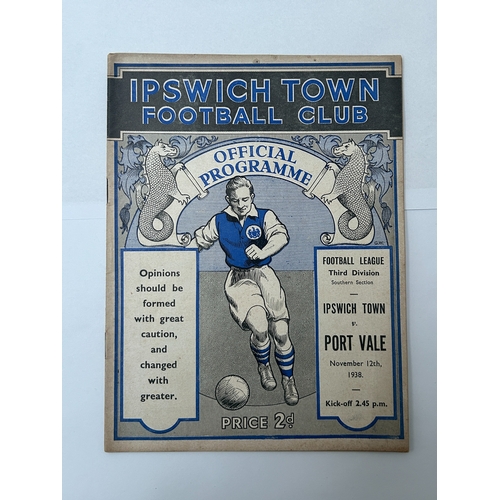 IPSWICH TOWN
FOOTBALL CLUB
OFFICIAL
PROGRAMME
Opinions
should be
formed
with great
caution,
and
changed
with
greater.
FOOTBALL LEAGUE
Third Division
Southern Section
IPSWICH TOWN
v.
PORT VALE
November 12th,
1938.
Kick-off 2.45 p.m.
PRICE 2d.